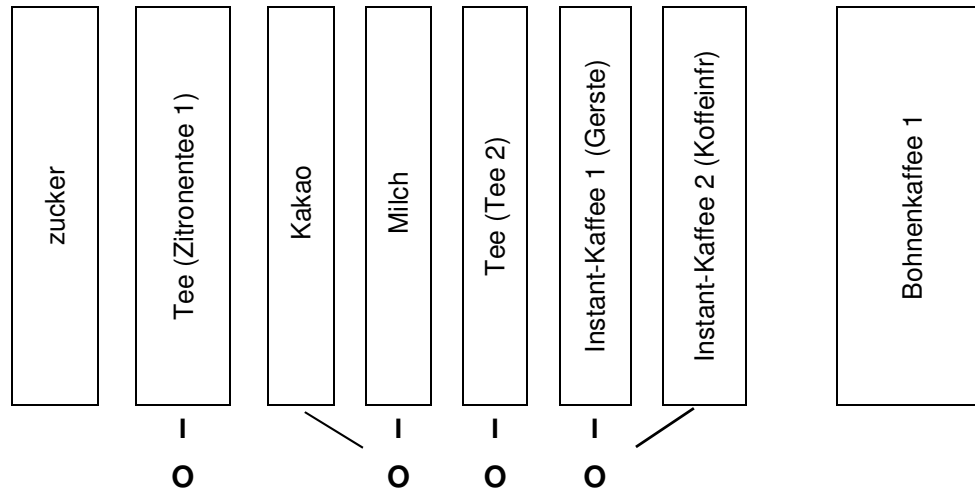 zucker
Tee (Zitronentee 1)
Kakao
Milch
Tee (Tee 2)
Instant-Kaffee 1 (Gerste)
Instant-Kaffee 2 (Koffeinfr)
Bohnenkaffee 1
I I I I
O O O O